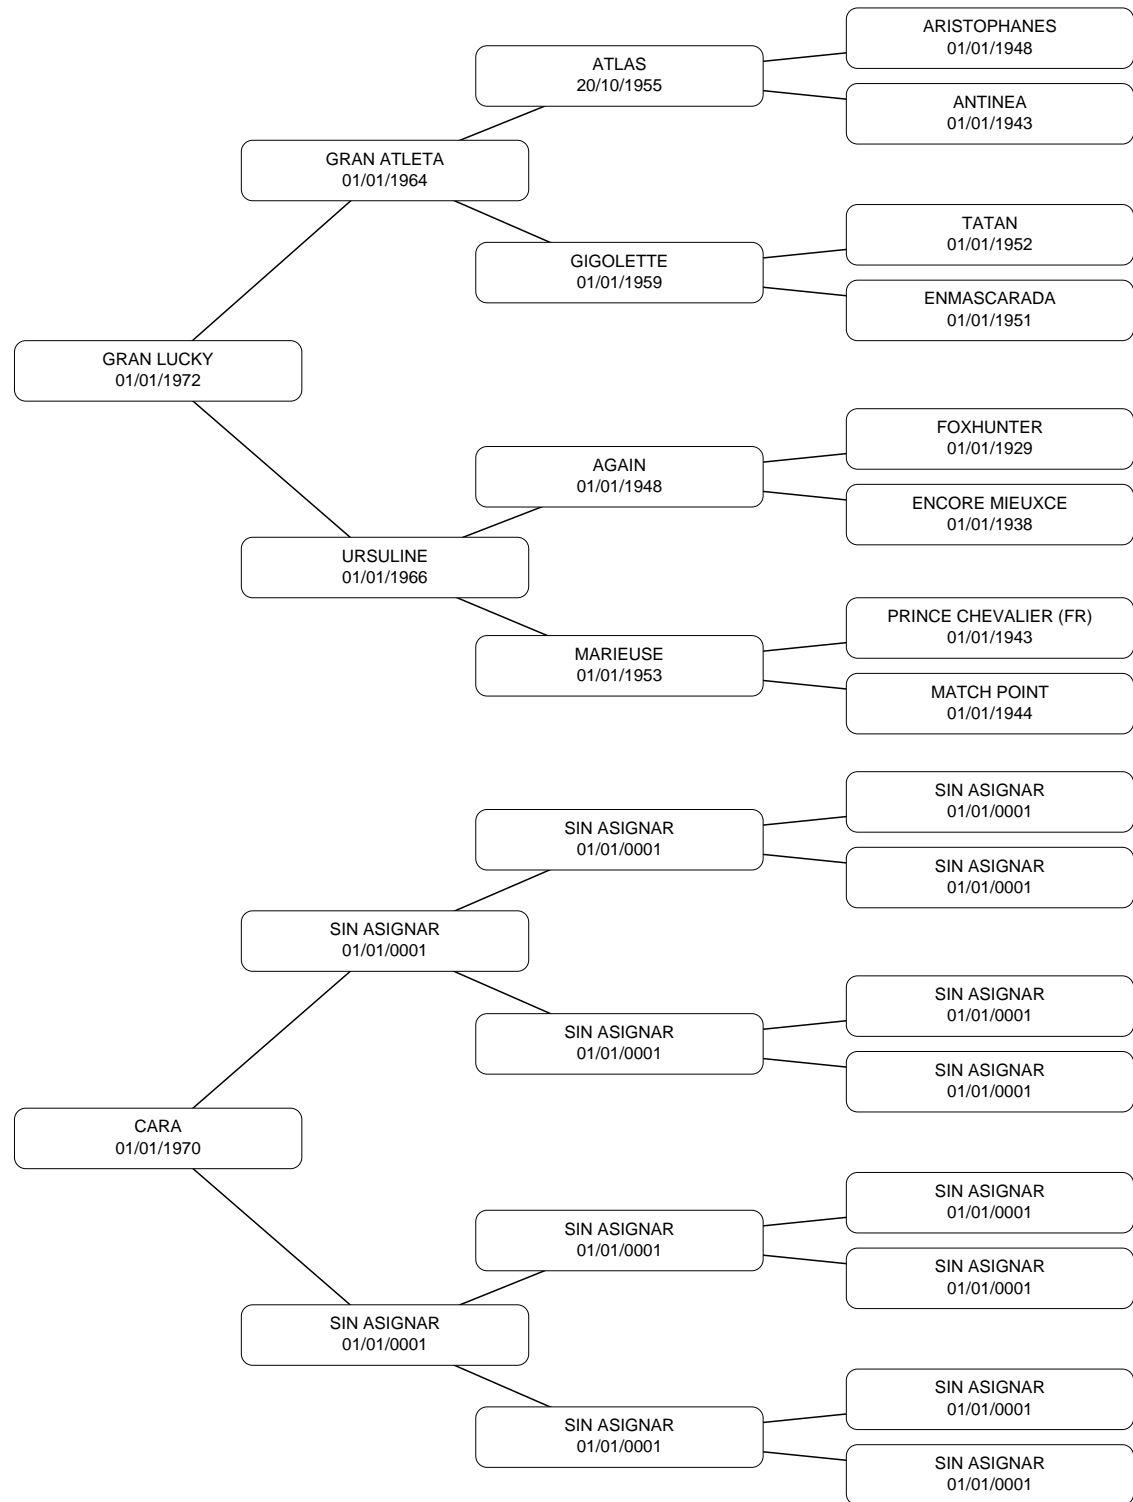 ARISTOPHANES
01/01/1948
ATLAS
20/10/1955
ANTINEA
01/01/1943
GRAN ATLETA
01/01/1964
TATAN
01/01/1952
GIGOLETTE
01/01/1959
ENMASCARADA
01/01/1951
GRAN LUCKY
01/01/1972
FOXHUNTER
01/01/1929
AGAIN
01/01/1948
ENCORE MIEUXCE
01/01/1938
URSULINE
01/01/1966
PRINCE CHEVALIER (FR)
01/01/1943
MARIEUSE
01/01/1953
MATCH POINT
01/01/1944
SIN ASIGNAR
01/01/0001
SIN ASIGNAR
01/01/0001
SIN ASIGNAR
01/01/0001
SIN ASIGNAR
01/01/0001
SIN ASIGNAR
01/01/0001
SIN ASIGNAR
01/01/0001
SIN ASIGNAR
01/01/0001
CARA
01/01/1970
SIN ASIGNAR
01/01/0001
SIN ASIGNAR
01/01/0001
SIN ASIGNAR
01/01/0001
SIN ASIGNAR
01/01/0001
SIN ASIGNAR
01/01/0001
SIN ASIGNAR
01/01/0001
SIN ASIGNAR
01/01/0001